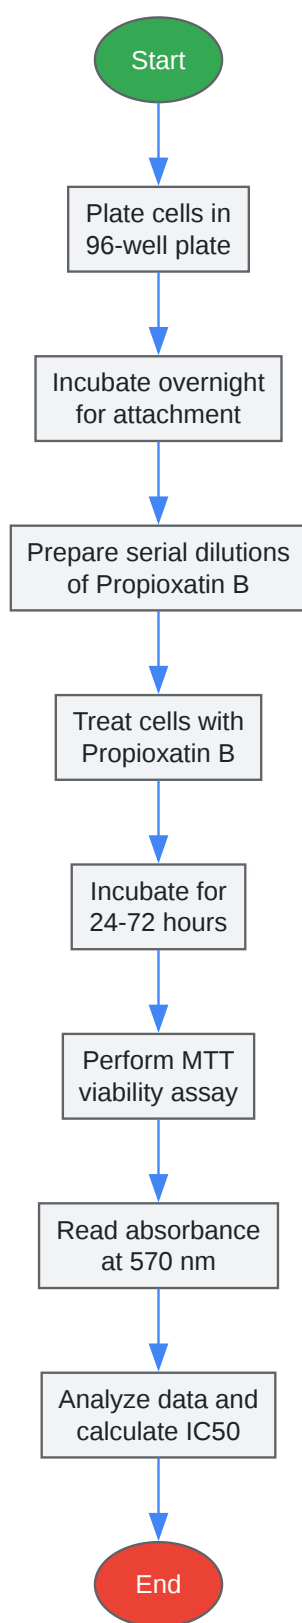 Start
Plate cells in
96-well plate
Incubate overnight
for attachment
Prepare serial dilutions
of Propioxatin B
Treat cells with
Propioxatin B
Incubate for
24-72 hours
Perform MTT
viability assay
Read absorbance
at 570 nm
Analyze data and
calculate IC50
End